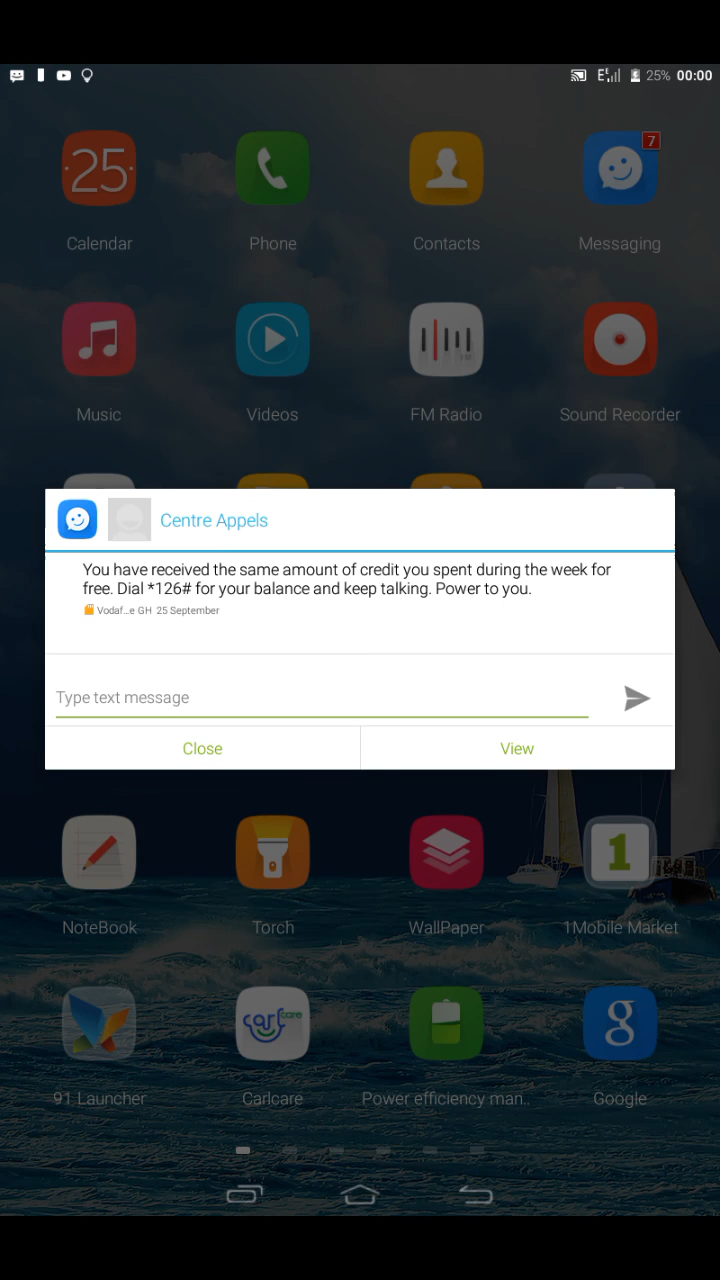 25% 00:00
25
7
Calendar
Phone
Contacts
Messaging
Music
Videos
FM Radio
Sound Recorder
Centre Appels
You have received the same amount of credit you spent during the week for
free. Dial *126# for your balance and keep talking. Power to you.
Vodaf...e GH 25 September
Type text message
Close
View
1
NoteBook
Torch
WallPaper
1Mobile Market
carlcare
g
91 Launcher
Carlcare
Power efficiency man..
Google